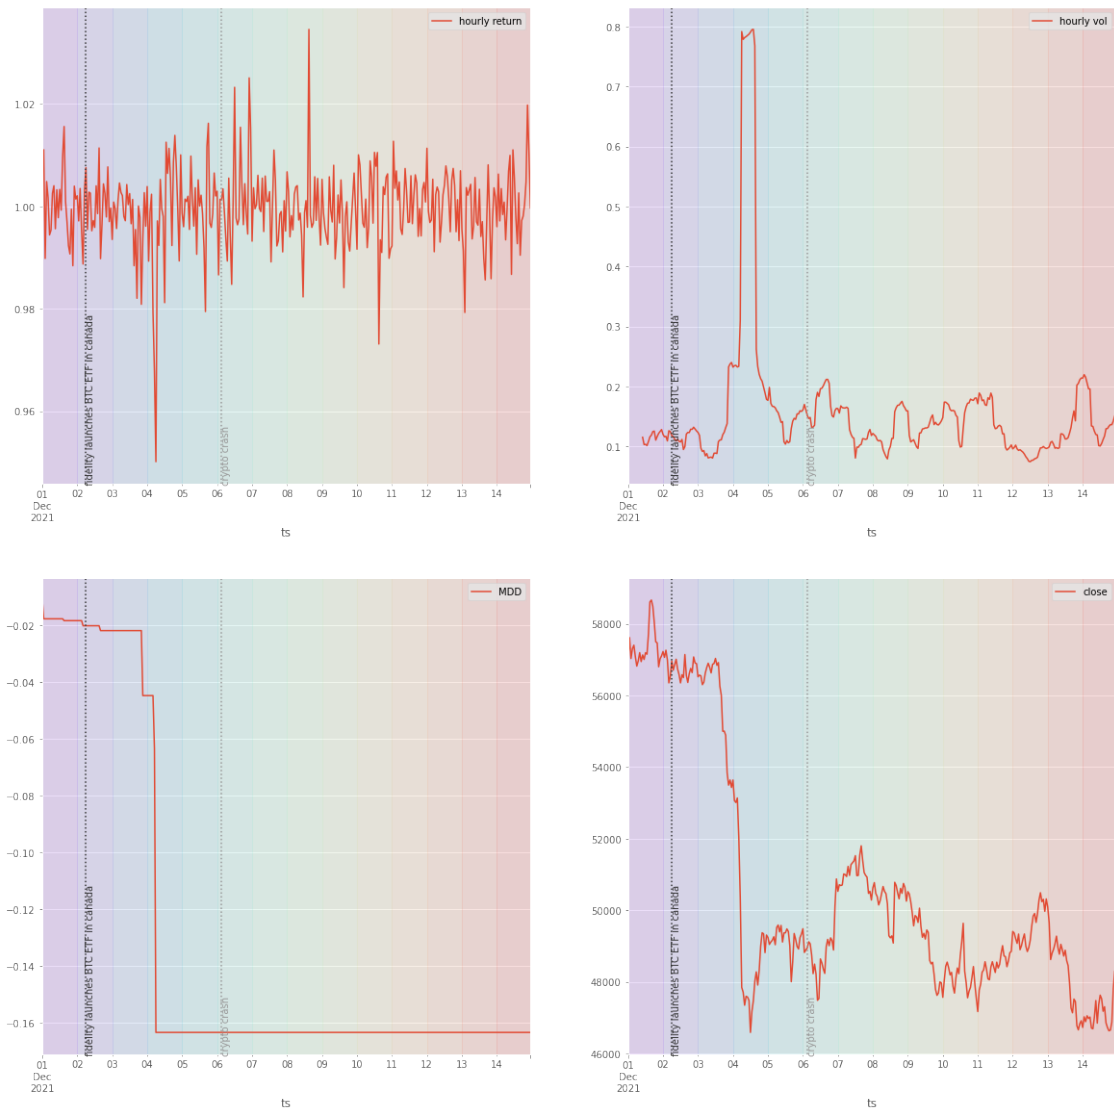 hourly return
1.02
1.00
0.98
0.96
fidelity launches BTC ETF in canada
crypto crash
01 02 03 04 05 06 07 08 09 10 11 12 13 14
Dec
2021
ts
hourly vol
0.8
0.7
0.6
0.5
0.4
0.3
0.2
0.1
fidelity launches BTC ETF in canada
crypto crash
01 02 03 04 05 06 07 08 09 10 11 12 13 14
Dec
2021
ts
MDD
−0.02
−0.04
−0.06
−0.08
−0.10
−0.12
−0.14
−0.16
fidelity launches BTC ETF in canada
crypto crash
01 02 03 04 05 06 07 08 09 10 11 12 13 14
Dec
2021
ts
close
58000
56000
54000
52000
50000
48000
46000
fidelity launches BTC ETF in canada
crypto crash
01 02 03 04 05 06 07 08 09 10 11 12 13 14
Dec
2021
ts